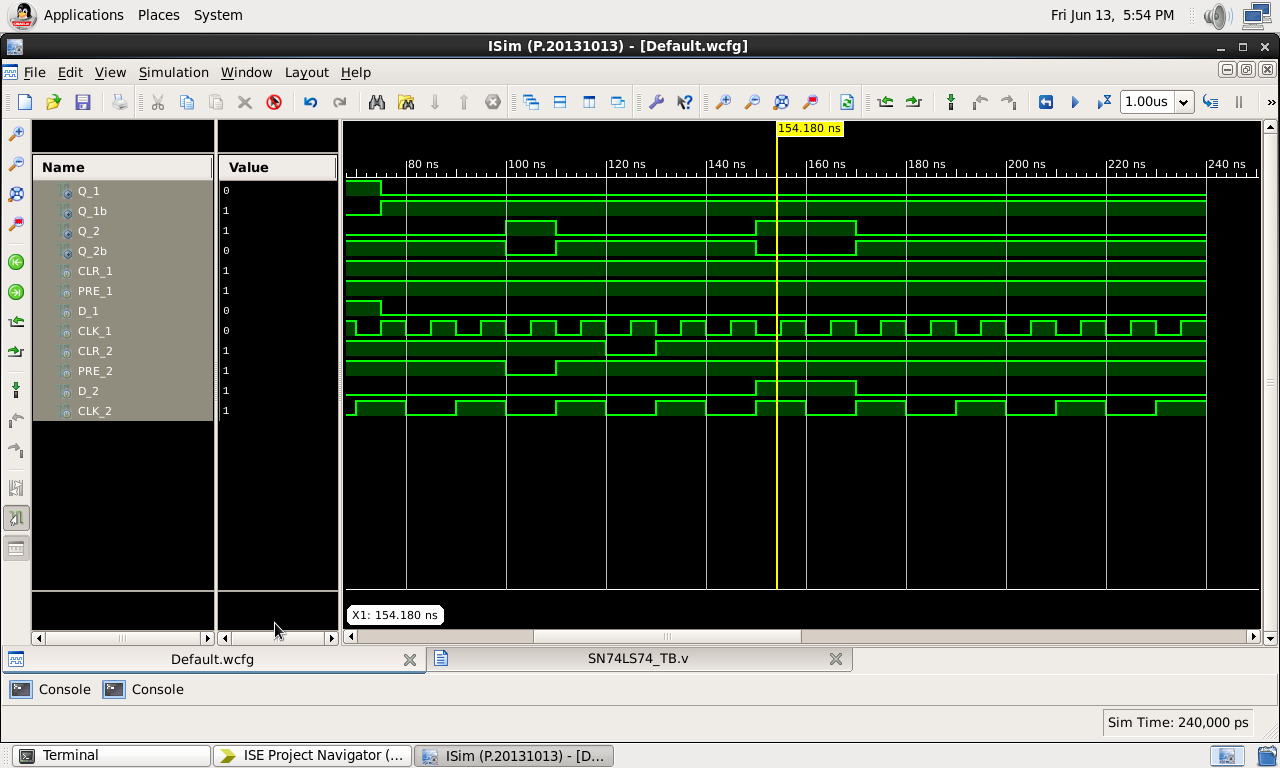 Applications Places System Fri Jun 13, 5:54 PM
ISim (P.20131013) - [Default.wcfg]
File Edit View Simulation Window Layout Help
1.00us »
154.180 ns
Name Value 80 ns 100 ns 120 ns 140 ns 160 ns 180 ns 200 ns 220 ns 240 ns
Q_1 0
Q_1b 1
Q_2 1
Q_2b 0
CLR_1 1
PRE_1 1
D_1 0
CLK_1 0
CLR_2 1
PRE_2 1
D_2 1
CLK_2 1
X1: 154.180 ns
Default.wcfg SN74LS74_TB.v
Console Console
Sim Time: 240,000 ps
Terminal ISE Project Navigator (... ISim (P.20131013) - [D...